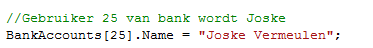 //Gebruiker 25 van bank wordt Joske
BankAccounts[25].Name = "Joske Vermeulen";